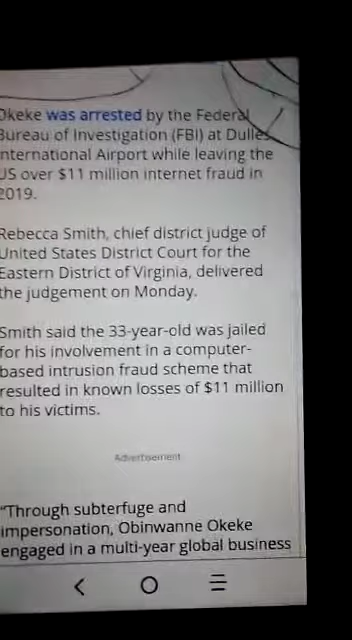 Okeke was arrested by the Federal
Bureau of Investigation (FBI) at Dulles
International Airport while leaving the
US over $11 million internet fraud in
2019.
Rebecca Smith, chief district judge of
United States District Court for the
Eastern District of Virginia, delivered
the judgement on Monday.
Smith said the 33-year-old was jailed
for his involvement in a computer-
based intrusion fraud scheme that
resulted in known losses of $11 million
to his victims.
Advertisement
“Through subterfuge and
impersonation, Obinwanne Okeke
engaged in a multi-year global business